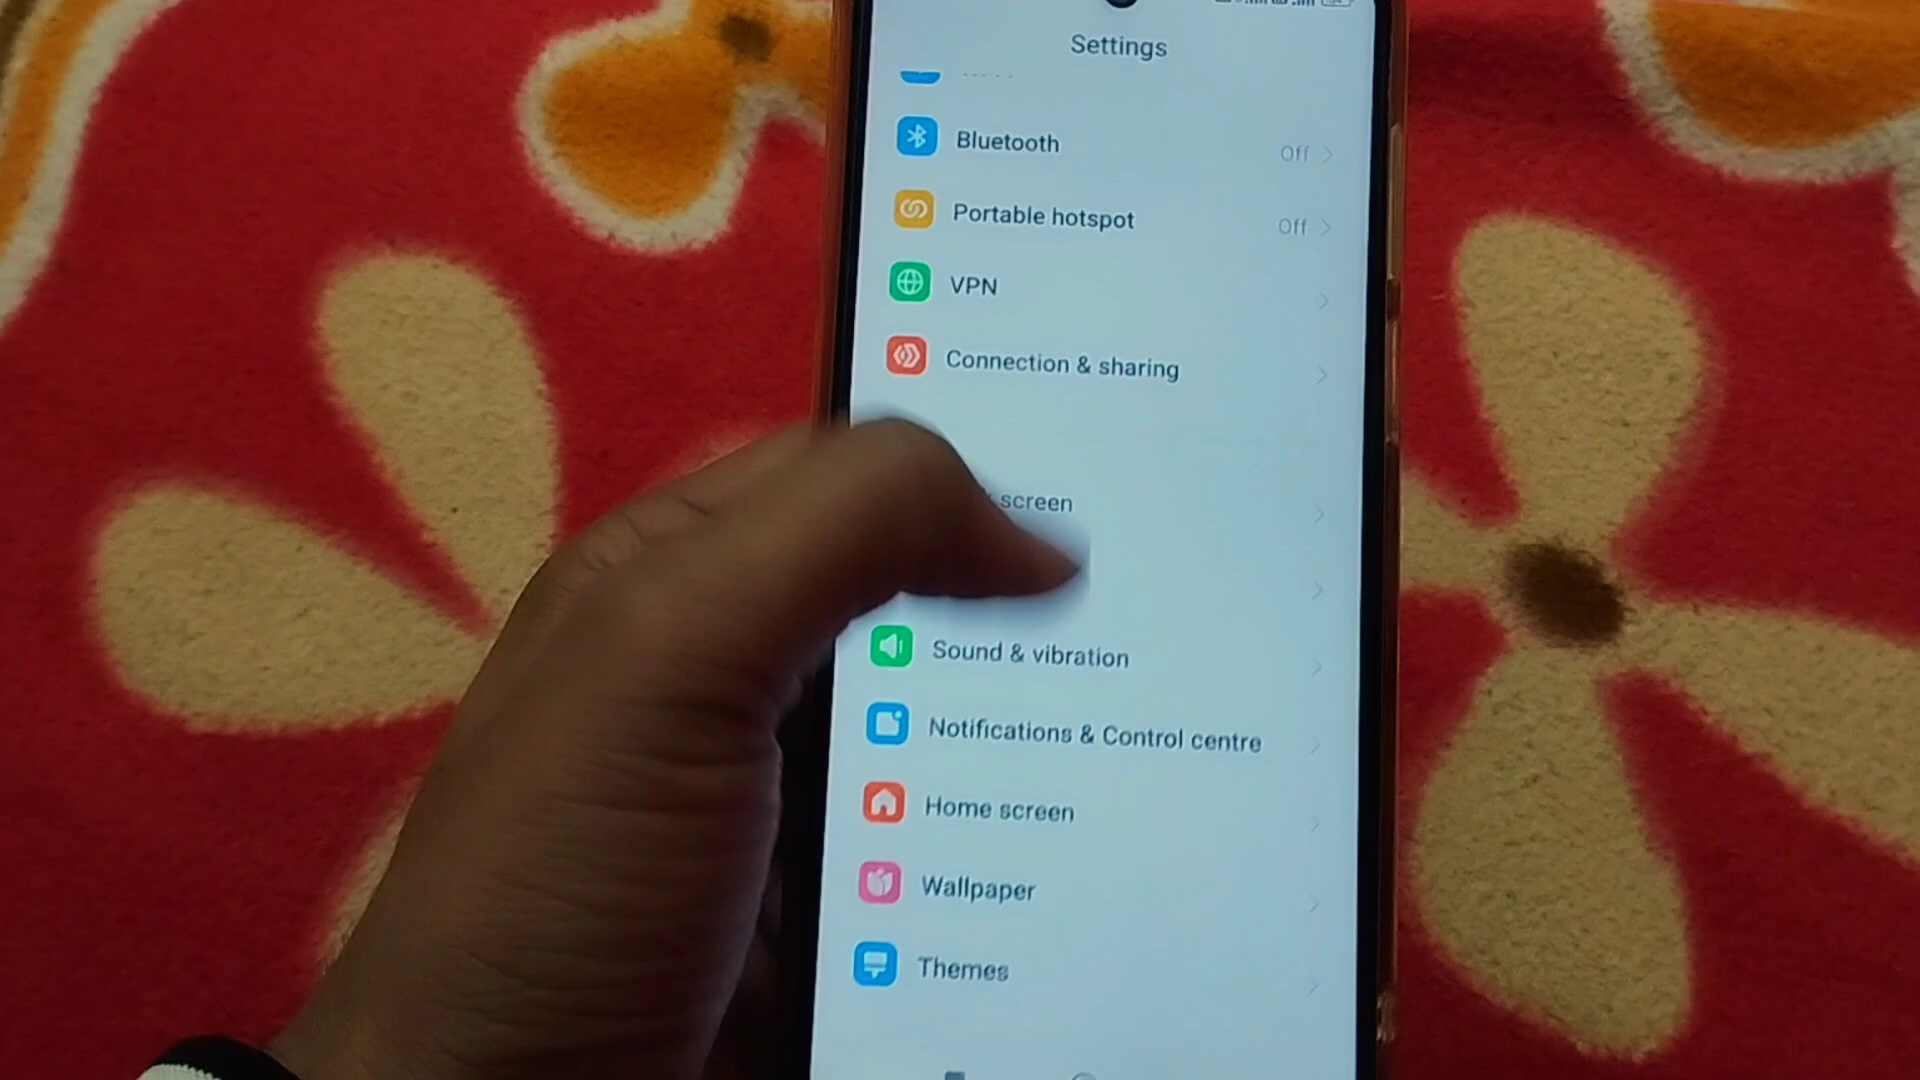 Settings
Bluetooth
Off
Portable hotspot
Off
VPN
Connection & sharing
screen
Sound & vibration
Notifications & Control centre
Home screen
Wallpaper
Themes